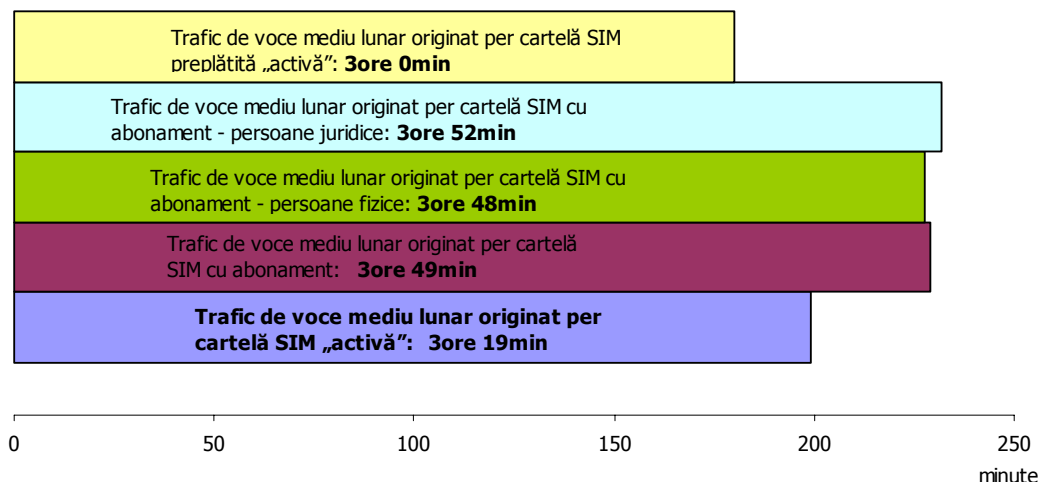 Trafic de voce mediu lunar originat per cartelă SIM
preplătită „activă”: 3ore 0min
Trafic de voce mediu lunar originat per cartelă SIM cu
abonament - persoane juridice: 3ore 52min
Trafic de voce mediu lunar originat per cartelă SIM cu
abonament - persoane fizice: 3ore 48min
Trafic de voce mediu lunar originat per cartelă
SIM cu abonament: 3ore 49min
Trafic de voce mediu lunar originat per
cartelă SIM „activă”: 3ore 19min
0 50 100 150 200 250
minute